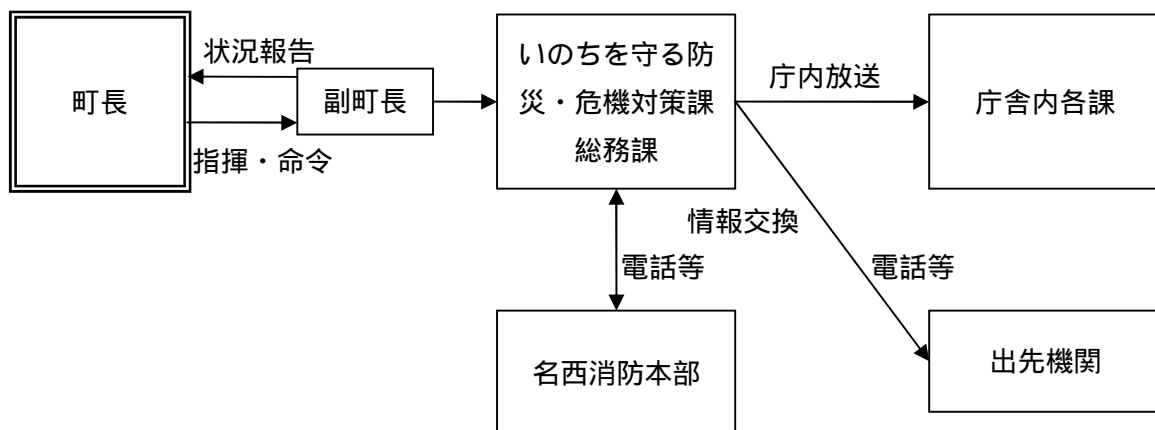 状況報告
町長
副町長
指揮・命令
いのちを守る防
災・危機対策課
総務課
庁内放送
庁舎内各課
情報交換
電話等
電話等
名西消防本部
出先機関